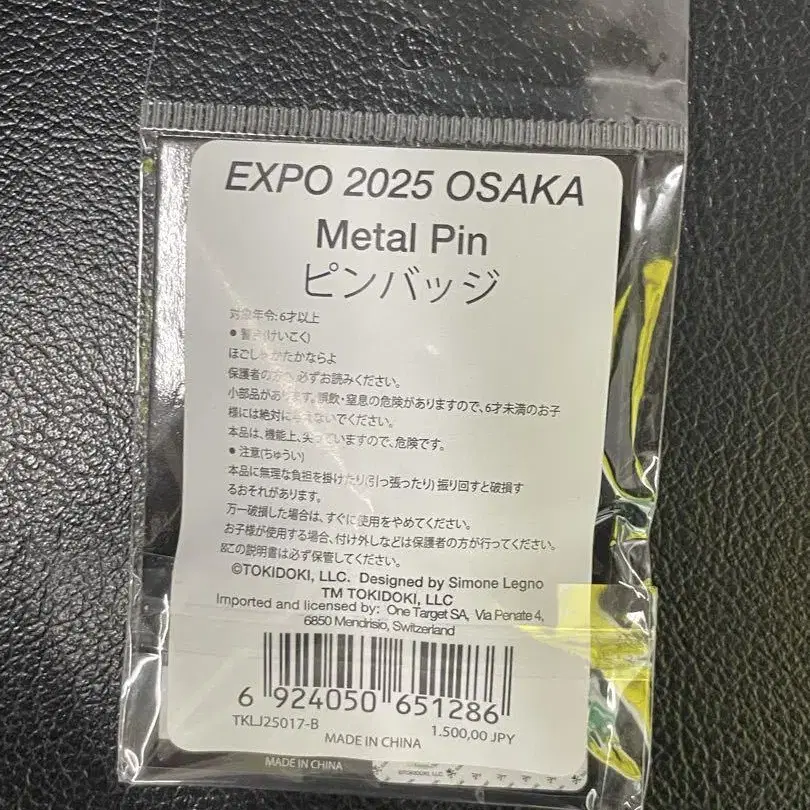 EXPO 2025 OSAKA
Metal Pin
ピンバッジ
対象年令:6才以上
● 警告(けいこく)
ほごしゃかたかならよ
保護者の方へ 必ずお読みください。
小部品があります。誤飲・窒息の危険がありますので、6才未満のお子
様には絶対に与えないでください。
本品は、機能上、尖っていますので、危険です。
● 注意(ちゅうい)
本品に無理な負担を掛けたり(引っ張ったり) 振り回すと破損す
るおそれがあります。
万一破損した場合は、すぐに使用をやめてください。
お子様が使用する場合、付け外しなどは保護者の方が行ってください。
この説明書は必ず保管してください。
©TOKIDOKI, LLC. Designed by Simone Legno
TM TOKIDOKI, LLC
Imported and licensed by: One Target SA, Via Penate 4,
6850 Mendrisio, Switzerland
6 924050 651286
TKLJ25017-B
1.500,00 JPY
MADE IN CHINA
MADE IN CHINA
©TOKIDOKI, LLC